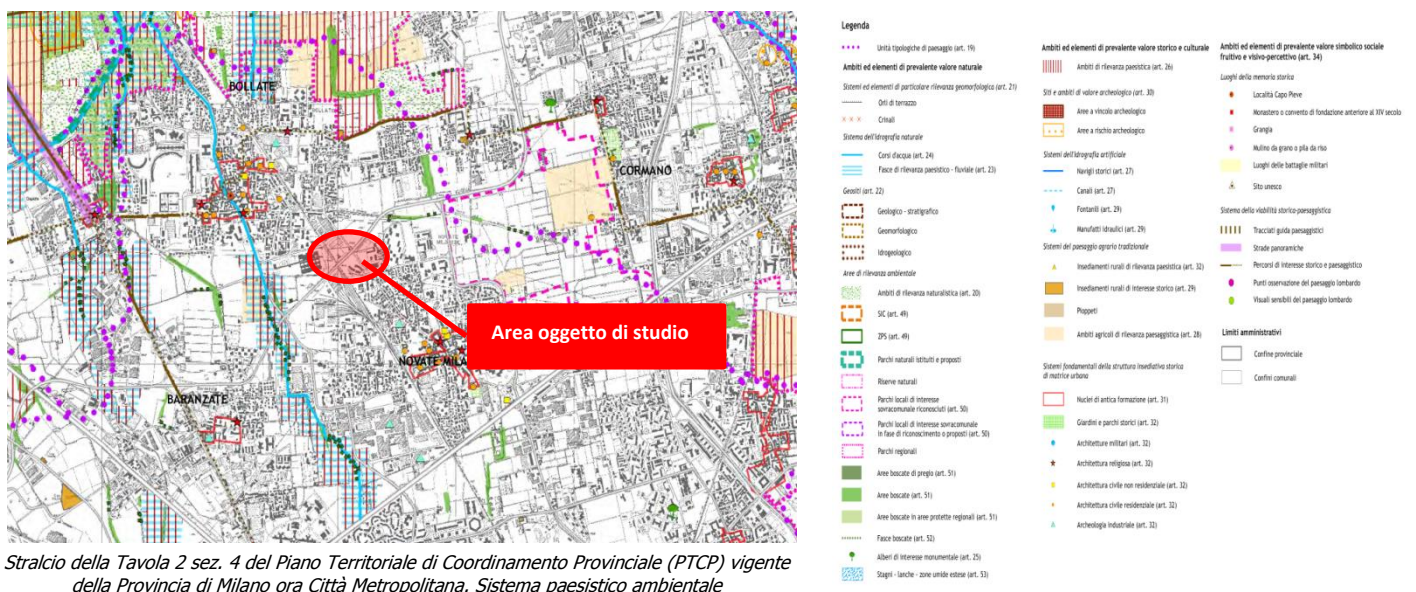 BOLLATE
CORMANO
Area oggetto di studio
NOVATE MILA
BARANZATE
Stralcio della Tavola 2 sez. 4 del Piano Territoriale di Coordinamento Provinciale (PTCP) vigente
della Provincia di Milano ora Città Metropolitana. Sistema paesistico ambientale
Legenda
Unità tipologiche di paesaggio (art. 19)
Ambiti ed elementi di prevalente valore naturale
Sistemi ed elementi di particolare rilevanza geomorfologica (art. 21)
Orli di terrazzo
Crinali
Sistema dell'idrografia naturale
Corsi d'acqua (art. 24)
Fasce di rilevanza paesistico - fluviale (art. 23)
Geositi (art. 22)
Geologico - stratigrafico
Geomorfologico
Idrogeologico
Aree di rilevanza ambientale
Ambiti di rilevanza naturalistica (art. 20)
SIC (art. 49)
ZPS (art. 49)
Parchi naturali istituiti e proposti
Riserve naturali
Parchi locali di interesse
sovracomunale riconosciuti (art. 50)
Parchi locali di interesse sovracomunale
in fase di riconoscimento o proposti (art. 50)
Parchi regionali
Aree boscate di pregio (art. 51)
Aree boscate (art. 51)
Aree boscate in aree protette regionali (art. 51)
Fasce boscate (art. 52)
Alberi di interesse monumentale (art. 25)
Stagni - lanche - zone umide estese (art. 53)
Ambiti ed elementi di prevalente valore storico e culturale
Ambiti di rilevanza paesistica (art. 26)
Siti e ambiti di valore archeologico (art. 30)
Aree a vincolo archeologico
Aree a rischio archeologico
Sistemi dell'idrografia artificiale
Navigli storici (art. 27)
Canali (art. 27)
Fontanili (art. 29)
Manufatti idraulici (art. 29)
Sistemi del paesaggio agrario tradizionale
Insediamenti rurali di rilevanza paesistica (art. 32)
Insediamenti rurali di interesse storico (art. 29)
Pioppeti
Ambiti agricoli di rilevanza paesaggistica (art. 28)
Sistemi fondamentali della struttura insediativa storica
di matrice urbana
Nuclei di antica formazione (art. 31)
Giardini e parchi storici (art. 32)
Architetture militari (art. 32)
Architettura religiosa (art. 32)
Architettura civile non residenziale (art. 32)
Architettura civile residenziale (art. 32)
Archeologia industriale (art. 32)
Ambiti ed elementi di prevalente valore simbolico sociale
fruitivo e visivo-percettivo (art. 34)
Luoghi della memoria storica
Località Capo Pieve
Monastero o convento di fondazione anteriore al XIV secolo
Grangia
Mulino da grano o pila da riso
Luoghi delle battaglie militari
Sito unesco
Sistema della viabilità storico-paesaggistica
Tracciati guida paesaggistici
Strade panoramiche
Percorsi di interesse storico e paesaggistico
Punti osservazione del paesaggio lombardo
Visuali sensibili del paesaggio lombardo
Limiti amministrativi
Confine provinciale
Confini comunali